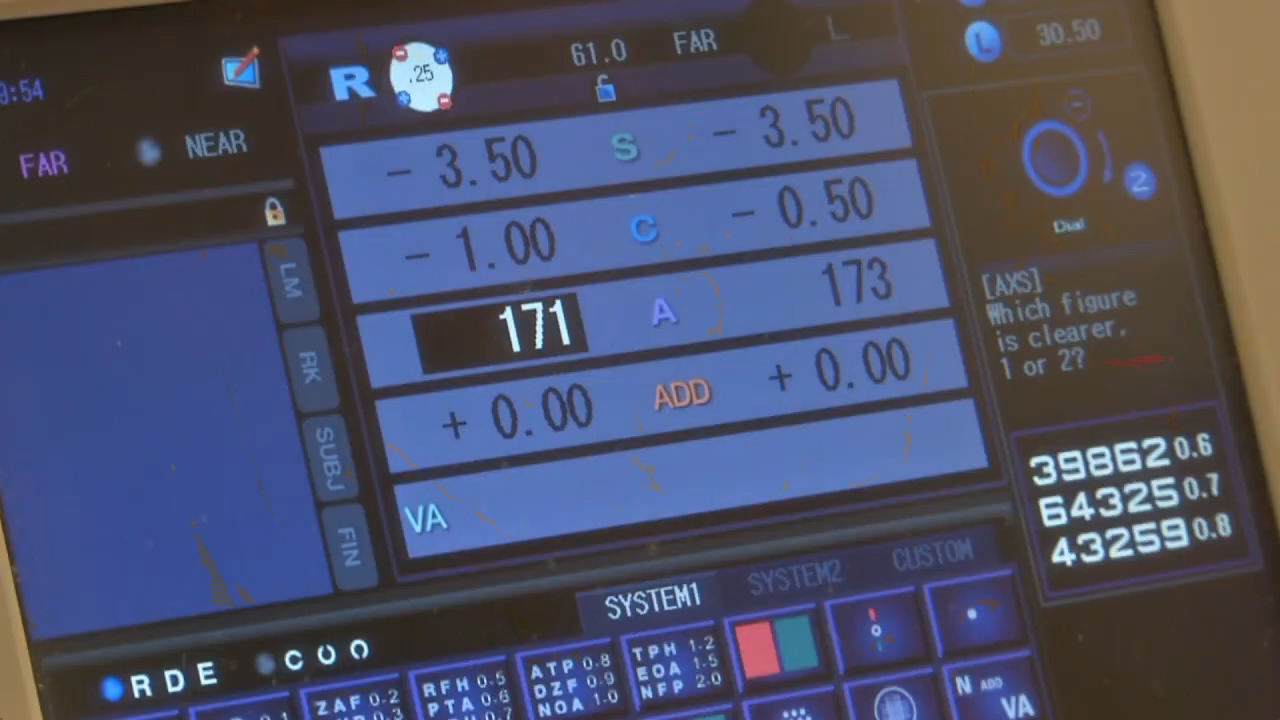 9:54
FAR
NEAR
R
.25
61.0
FAR
L
L
30.50
- 3.50 S - 3.50
- 1.00 C - 0.50
171 A 173
+ 0.00 ADD + 0.00
VA
LM
RK
SUBJ
FIN
2
Dial
[AXS]
Which figure
is clearer,
1 or 2?
39862 0.6
64325 0.7
43259 0.8
SYSTEM1
SYSTEM2
CUSTOM
R D E
ZAF 0.2
RFH 0.5
PTA 0.6
ATP 0.8
DZF 0.9
NOA 1.0
TPH 1.2
EOA 1.5
NFP 2.0
N ADD
VA